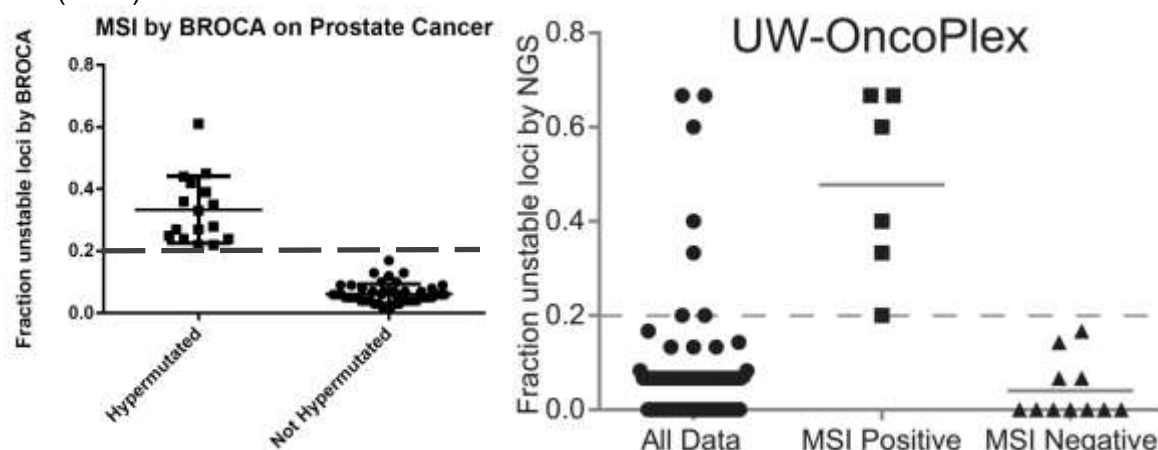 MSI by BROCA on Prostate Cancer
Fraction unstable loci by BROCA
0.8
0.6
0.4
0.2
0.0
Hypermutated
Not Hypermutated
UW-OncoPlex
Fraction unstable loci by NGS
0.8
0.6
0.4
0.2
0.0
All Data
MSI Positive
MSI Negative